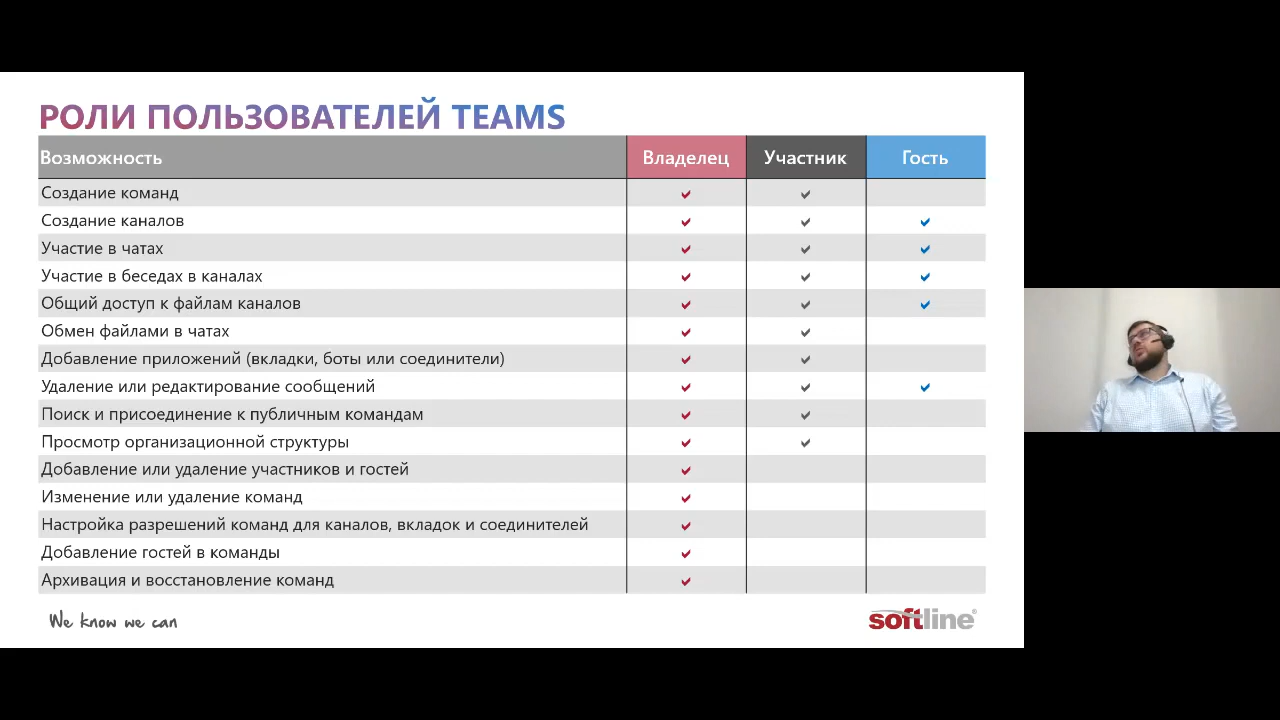 РОЛИ ПОЛЬЗОВАТЕЛЕЙ TEAMS
Возможность Владелец Участник Гость
Создание команд
Создание каналов
Участие в чатах
Участие в беседах в каналах
Общий доступ к файлам каналов
Обмен файлами в чатах
Добавление приложений (вкладки, боты или соединители)
Удаление или редактирование сообщений
Поиск и присоединение к публичным командам
Просмотр организационной структуры
Добавление или удаление участников и гостей
Изменение или удаление команд
Настройка разрешений команд для каналов, вкладок и соединителей
Добавление гостей в команды
Архивация и восстановление команд
We know we can
softline®